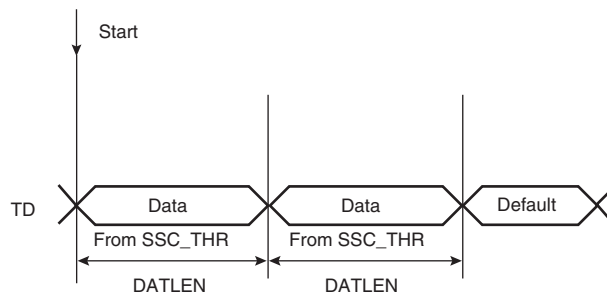 Start
TD
Data
Data
Default
From SSC_THR
From SSC_THR
DATLEN
DATLEN